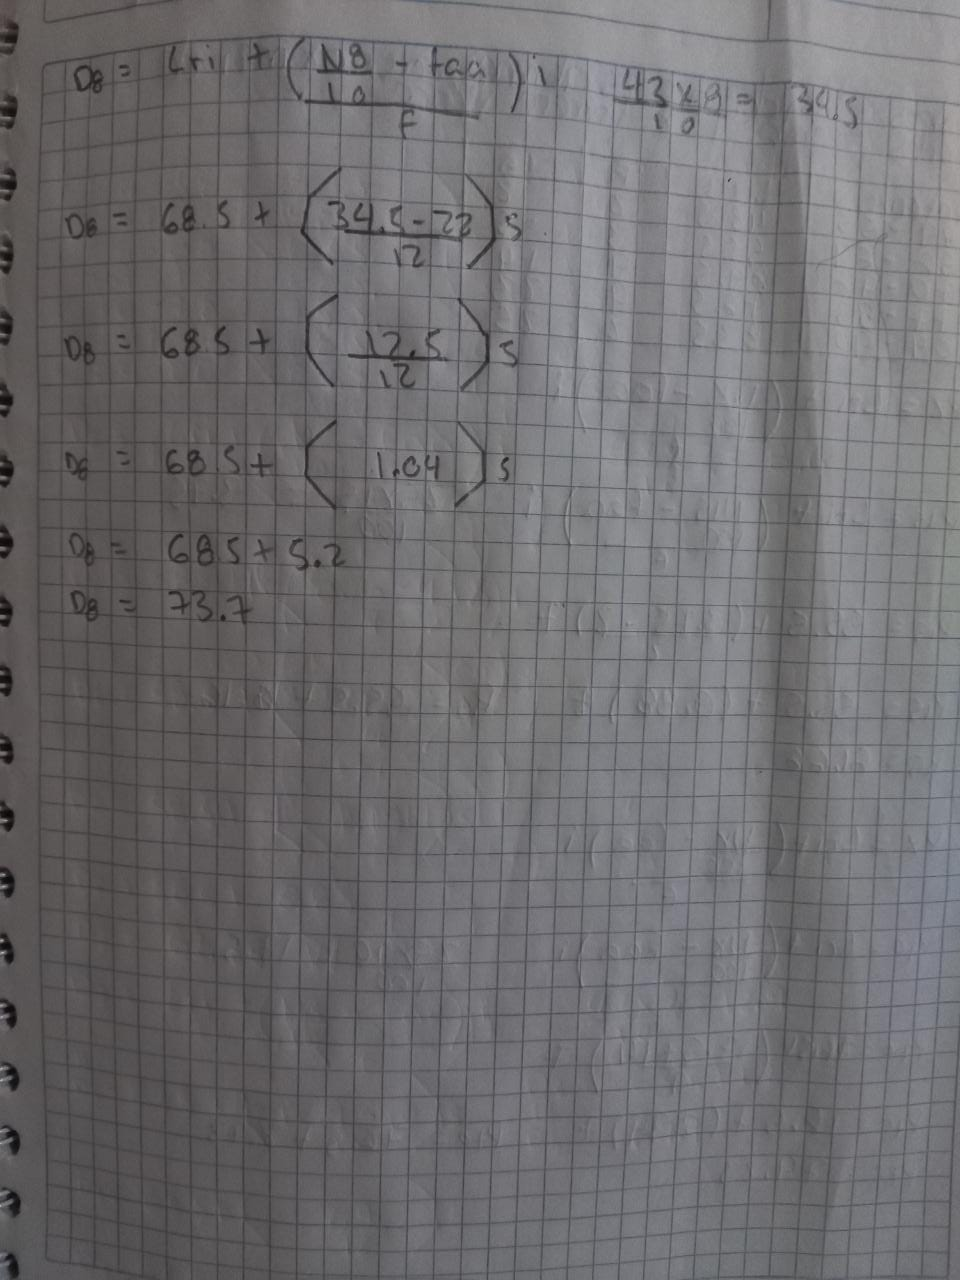 D8 = Lri + (N8/10 - faa / F) i 43 x 8 / 10 = 34.5
D8 = 68.5 + (34.5 - 22 / 12) 5
D8 = 68.5 + (12.5 / 12) 5
D8 = 68.5 + (1.04) 5
D8 = 68.5 + 5.2
D8 = 73.7